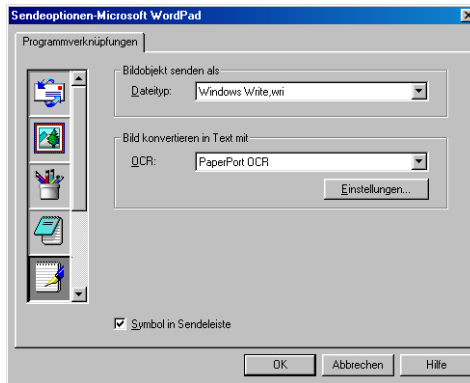 Sendeoptionen-Microsoft WordPad
Programmverknüpfungen
Bildobjekt senden als
Dateityp:
Windows Write,wri
Bild konvertieren in Text mit
OCR:
PaperPort OCR
Einstellungen...
Symbol in Sendeleiste
OK
Abbrechen
Hilfe